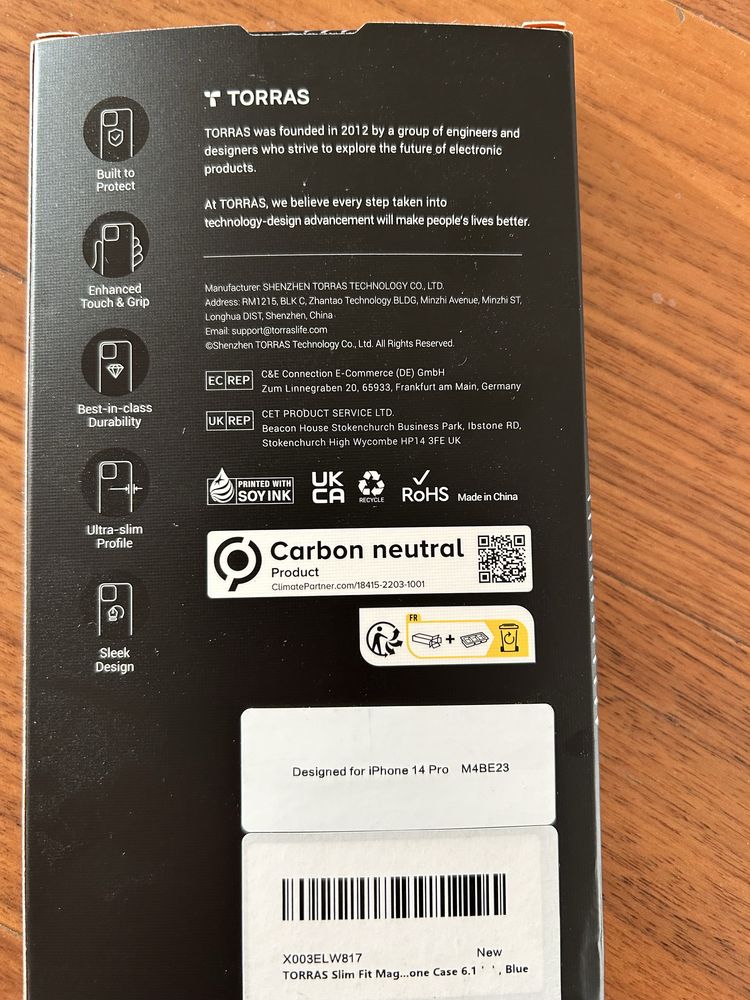 TORRAS
TORRAS was founded in 2012 by a group of engineers and
designers who strive to explore the future of electronic
products.
At TORRAS, we believe every step taken into
technology-design advancement will make people's lives better.
Built to
Protect
Enhanced
Touch & Grip
Best-in-class
Durability
Ultra-slim
Profile
Sleek
Design
Manufacturer: SHENZHEN TORRAS TECHNOLOGY CO., LTD.
Address: RM1215, BLK C, Zhantao Technology BLDG, Minzhi Avenue, Minzhi ST,
Longhua DIST, Shenzhen, China
Email: support@torraslife.com
©Shenzhen TORRAS Technology Co., Ltd. All Rights Reserved.
EC REP
C&E Connection E-Commerce (DE) GmbH
Zum Linnegraben 20, 65933, Frankfurt am Main, Germany
UK REP
CET PRODUCT SERVICE LTD.
Beacon House Stokenchurch Business Park, Ibstone RD,
Stokenchurch High Wycombe HP14 3FE UK
PRINTED WITH
SOY INK
UK
CA
RECYCLE
RoHS
Made in China
Carbon neutral
Product
ClimatePartner.com/18415-2203-1001
FR
+
Designed for iPhone 14 Pro M4BE23
X003ELW817 New
TORRAS Slim Fit Mag...one Case 6.1 , Blue